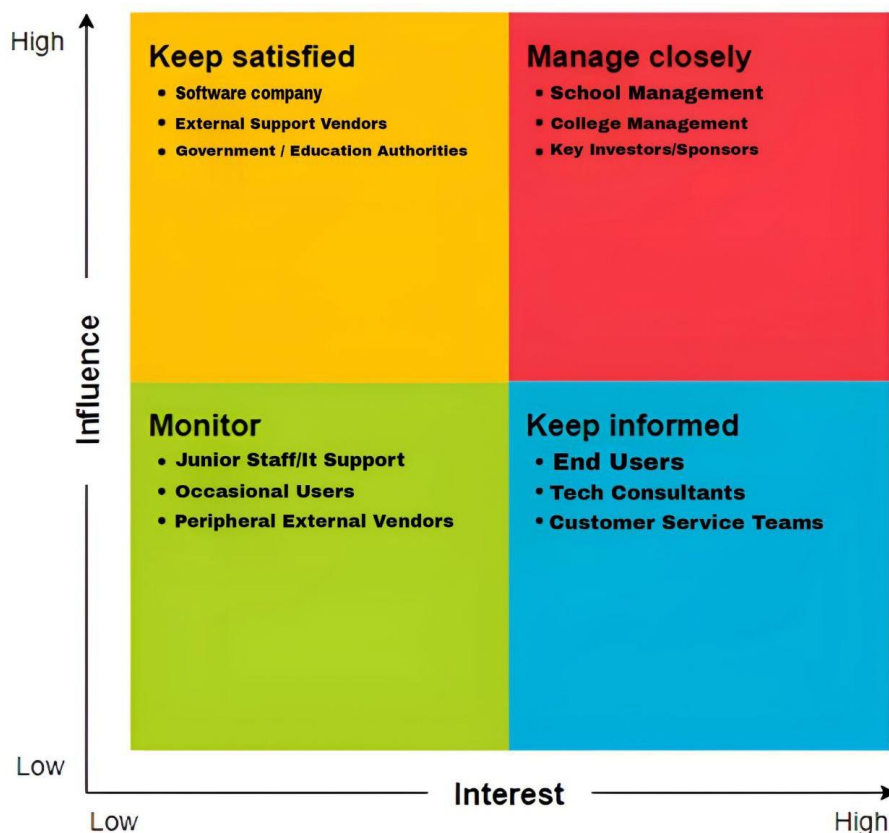 High
Keep satisfied
• Software company
• External Support Vendors
• Government / Education Authorities
Manage closely
• School Management
• College Management
• Key Investors/Sponsors
Influence
Monitor
• Junior Staff/It Support
• Occasional Users
• Peripheral External Vendors
Keep informed
• End Users
• Tech Consultants
• Customer Service Teams
Low
Interest
Low
High